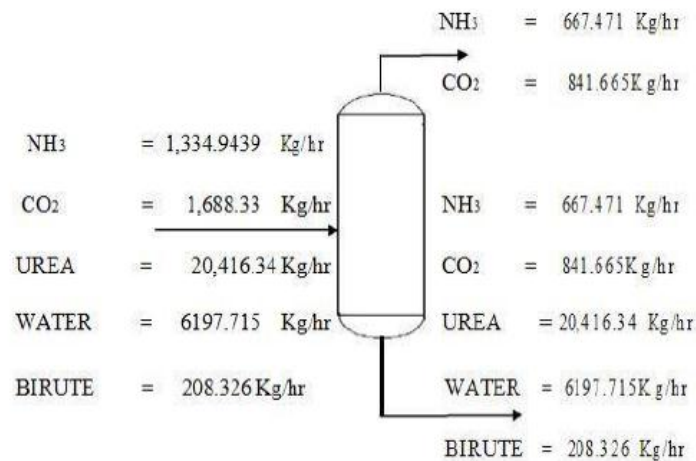 NH3 = 667.471 Kg/hr
CO2 = 841.665K g/hr
NH3 = 1,334.9439 Kg/hr
CO2 = 1,688.33 Kg/hr
UREA = 20,416.34 Kg/hr
WATER = 6197.715 Kg/hr
BIRUTE = 208.326 Kg/hr
NH3 = 667.471 Kg/hr
CO2 = 841.665K g/hr
UREA = 20,416.34 Kg/hr
WATER = 6197.715K g/hr
BIRUTE = 208.326 Kg/hr